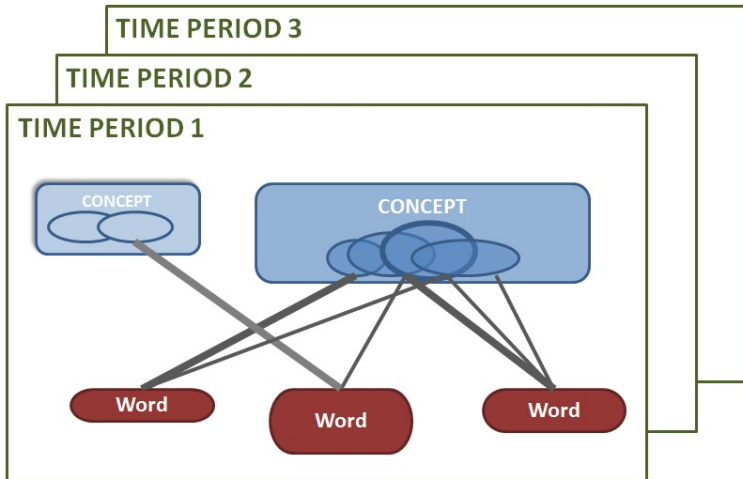 TIME PERIOD 3
TIME PERIOD 2
TIME PERIOD 1
CONCEPT
CONCEPT
Word
Word
Word